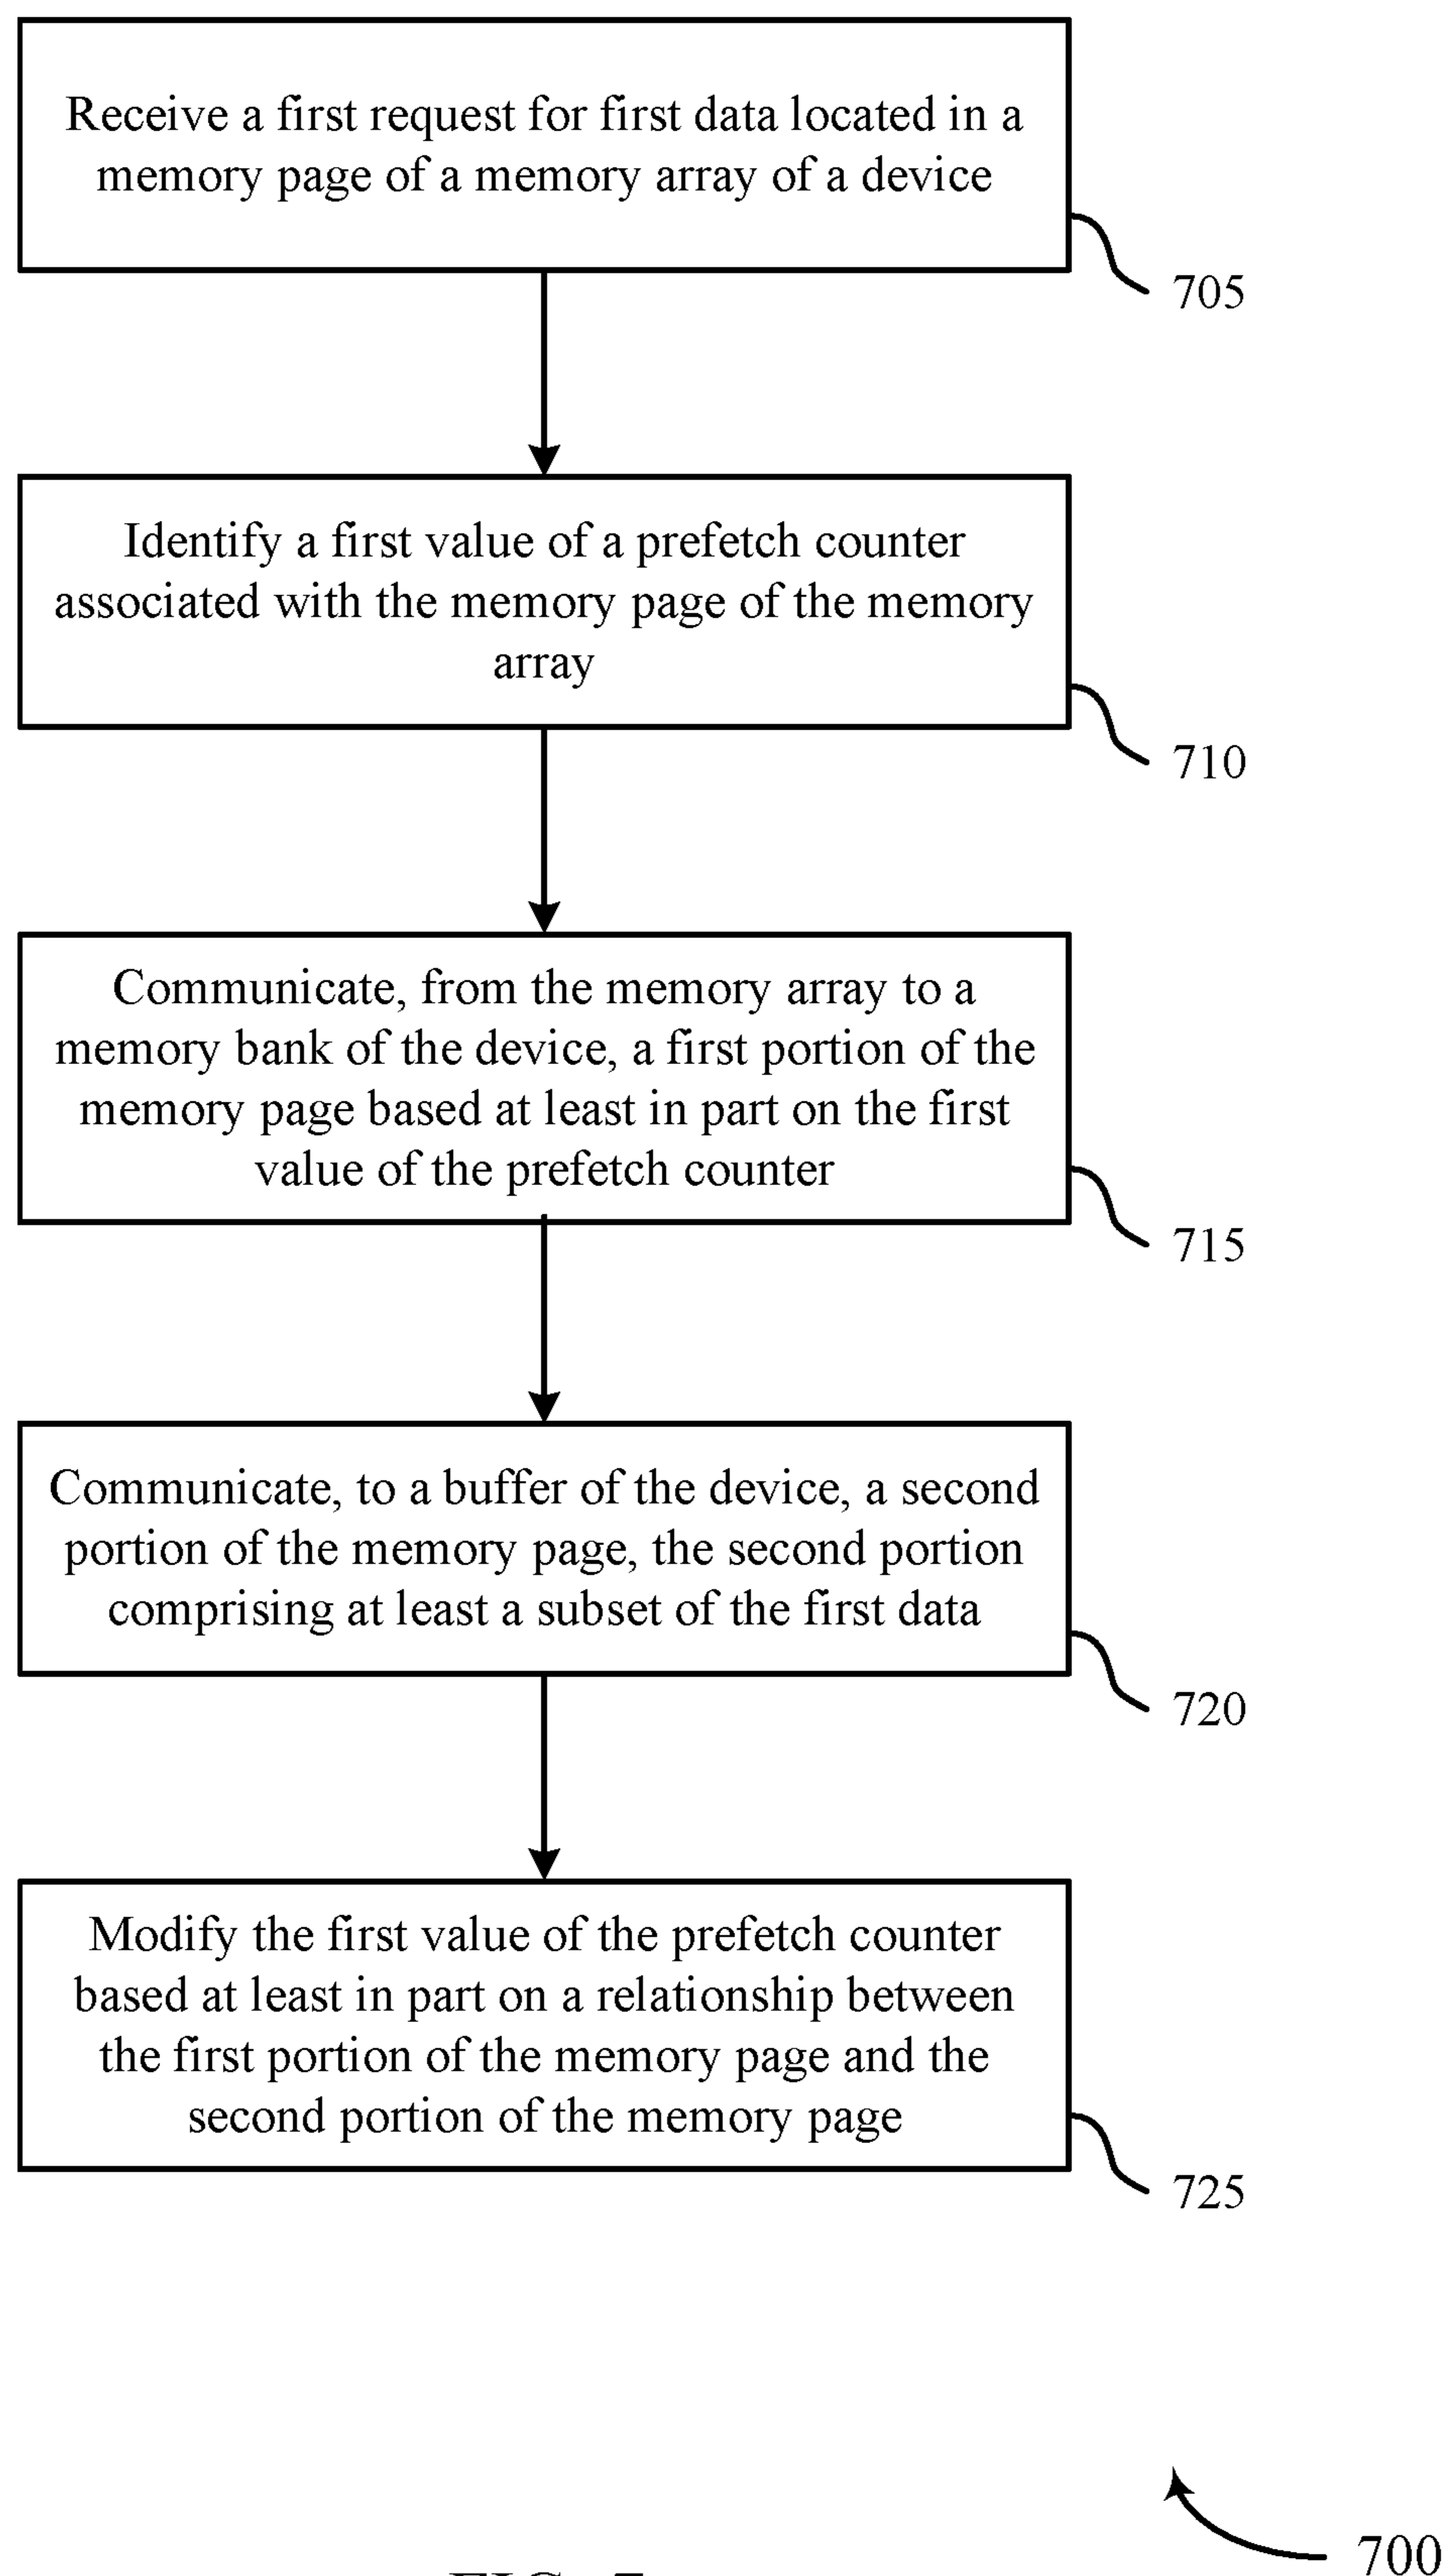 Receive a first request for first data located in a
memory page of a memory array of a device
705
Identify a first value of a prefetch counter
associated with the memory page of the memory
array
710
Communicate, from the memory array to a
memory bank of the device, a first portion of the
memory page based at least in part on the first
value of the prefetch counter
715
Communicate, to a buffer of the device, a second
portion of the memory page, the second portion
comprising at least a subset of the first data
720
Modify the first value of the prefetch counter
based at least in part on a relationship between
the first portion of the memory page and the
second portion of the memory page
725
700